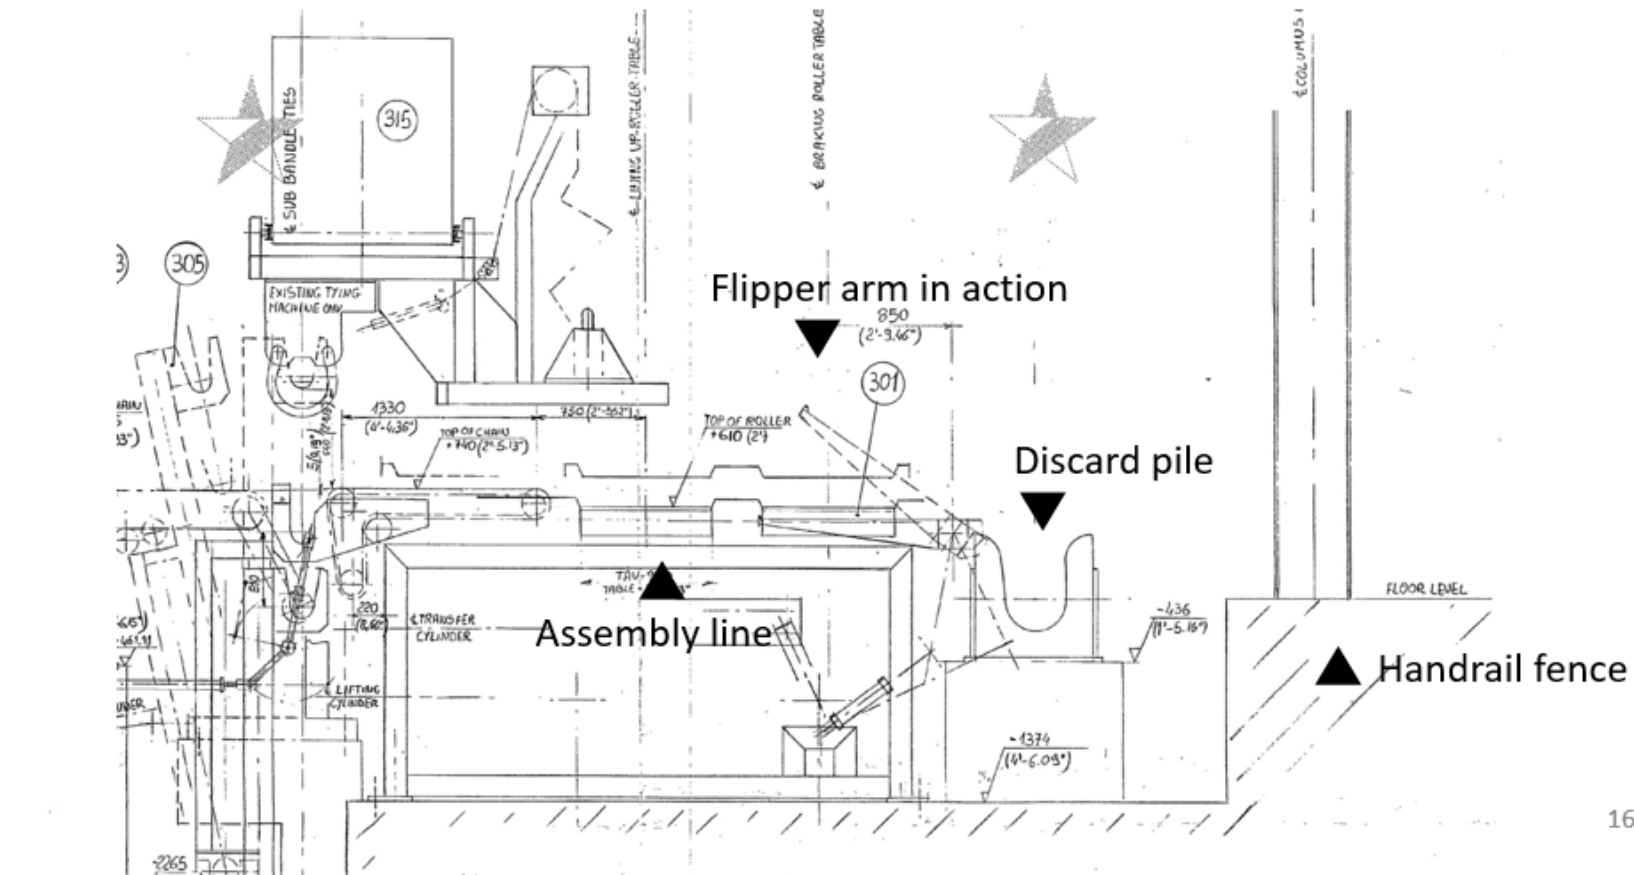 ₵ SUB BANDLE TIES
315
₵ LINING UP ROLLER TABLE
₵ BRAKING ROLLER TABLE
₵ COLUMNS
305
EXISTING TYING
MACHINE
Flipper arm in action
850
(2'-9.46")
301
1330
(4'-4.36")
TOP OF CHAIN
+740 (2'-5.13")
TOP OF ROLLER
+610 (2')
Discard pile
FLOOR LEVEL
TABLE
220
₵ TRANSFER
CYLINDER
Assembly line
-436
(1'-5.16")
Handrail fence
₵ LIFTING
CYLINDER
-1374
(4'-6.09")
-2265
16